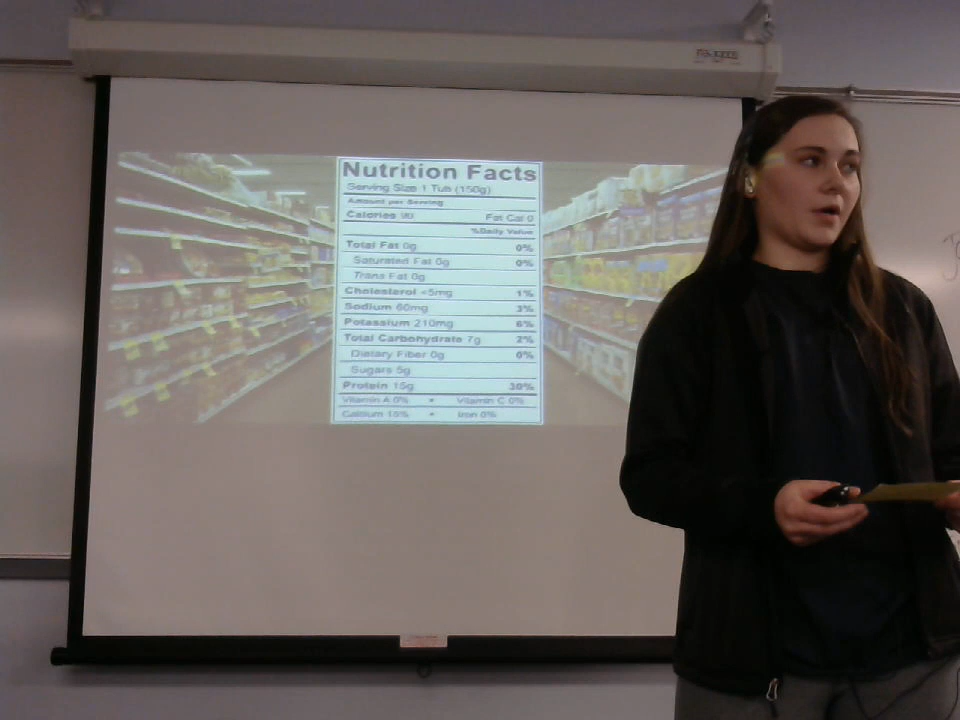 Nutrition Facts
Serving Size 1 Tub (150g)
Amount per Serving
Calories 90 Fat Cal 0
%Daily Value
Total Fat 0g 0%
Saturated Fat 0g 0%
Trans Fat 0g
Cholesterol <5mg 1%
Sodium 60mg 3%
Potassium 210mg 6%
Total Carbohydrate 7g 2%
Dietary Fiber 0g 0%
Sugars 5g
Protein 15g 30%
Vitamin A 0% • Vitamin C 0%
Calcium 15% • Iron 0%